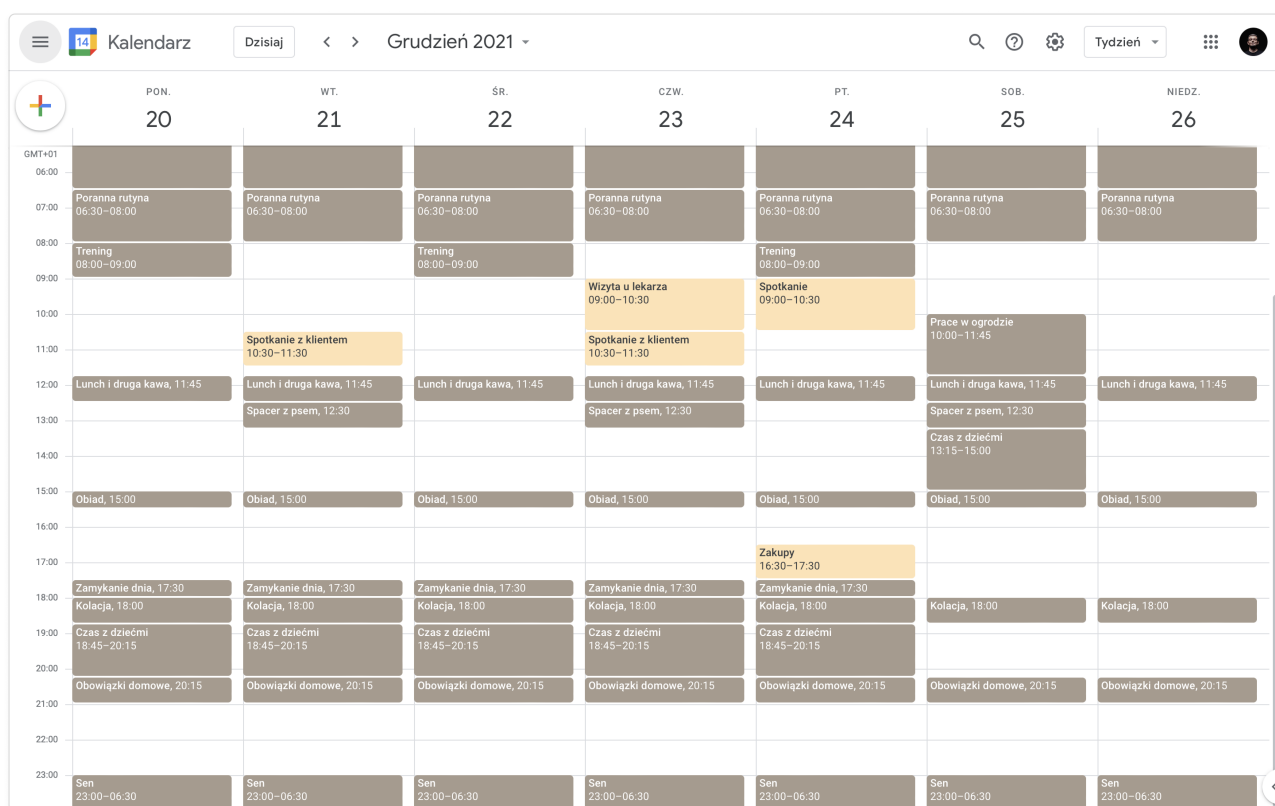 14 Kalendarz Dzisiaj Grudzień 2021 Tydzień
PON. WT. ŚR. CZW. PT. SOB. NIEDZ.
20 21 22 23 24 25 26
GMT+01
06:00
Poranna rutyna Poranna rutyna Poranna rutyna Poranna rutyna Poranna rutyna Poranna rutyna Poranna rutyna
07:00 06:30–08:00 06:30–08:00 06:30–08:00 06:30–08:00 06:30–08:00 06:30–08:00 06:30–08:00
08:00
Trening Trening Trening
08:00–09:00 08:00–09:00 08:00–09:00
09:00
Wizyta u lekarza Spotkanie
09:00–10:30 09:00–10:30
10:00
Prace w ogrodzie
10:00–11:45
Spotkanie z klientem Spotkanie z klientem
11:00 10:30–11:30 10:30–11:30
12:00 Lunch i druga kawa, 11:45 Lunch i druga kawa, 11:45 Lunch i druga kawa, 11:45 Lunch i druga kawa, 11:45 Lunch i druga kawa, 11:45 Lunch i druga kawa, 11:45 Lunch i druga kawa, 11:45
Spacer z psem, 12:30 Spacer z psem, 12:30 Spacer z psem, 12:30
13:00
Czas z dziećmi
13:15–15:00
14:00
15:00
Obiad, 15:00 Obiad, 15:00 Obiad, 15:00 Obiad, 15:00 Obiad, 15:00 Obiad, 15:00 Obiad, 15:00
16:00
Zakupy
17:00 16:30–17:30
Zamykanie dnia, 17:30 Zamykanie dnia, 17:30 Zamykanie dnia, 17:30 Zamykanie dnia, 17:30 Zamykanie dnia, 17:30
18:00
Kolacja, 18:00 Kolacja, 18:00 Kolacja, 18:00 Kolacja, 18:00 Kolacja, 18:00 Kolacja, 18:00 Kolacja, 18:00
19:00 Czas z dziećmi Czas z dziećmi Czas z dziećmi Czas z dziećmi Czas z dziećmi
18:45–20:15 18:45–20:15 18:45–20:15 18:45–20:15 18:45–20:15
20:00
Obowiązki domowe, 20:15 Obowiązki domowe, 20:15 Obowiązki domowe, 20:15 Obowiązki domowe, 20:15 Obowiązki domowe, 20:15 Obowiązki domowe, 20:15 Obowiązki domowe, 20:15
21:00
22:00
23:00
Sen Sen Sen Sen Sen Sen Sen
23:00–06:30 23:00–06:30 23:00–06:30 23:00–06:30 23:00–06:30 23:00–06:30 23:00–06:30